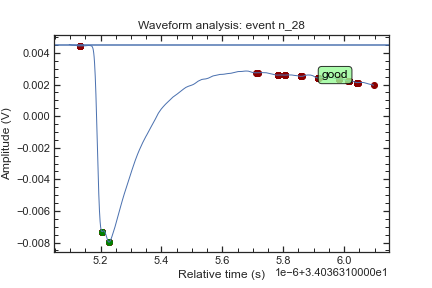 Waveform analysis: event n_28
Amplitude (V)
0.004
0.002
0.000
−0.002
−0.004
−0.006
−0.008
good
5.2 5.4 5.6 5.8 6.0
1e-6+3.4036310000e1
Relative time (s)